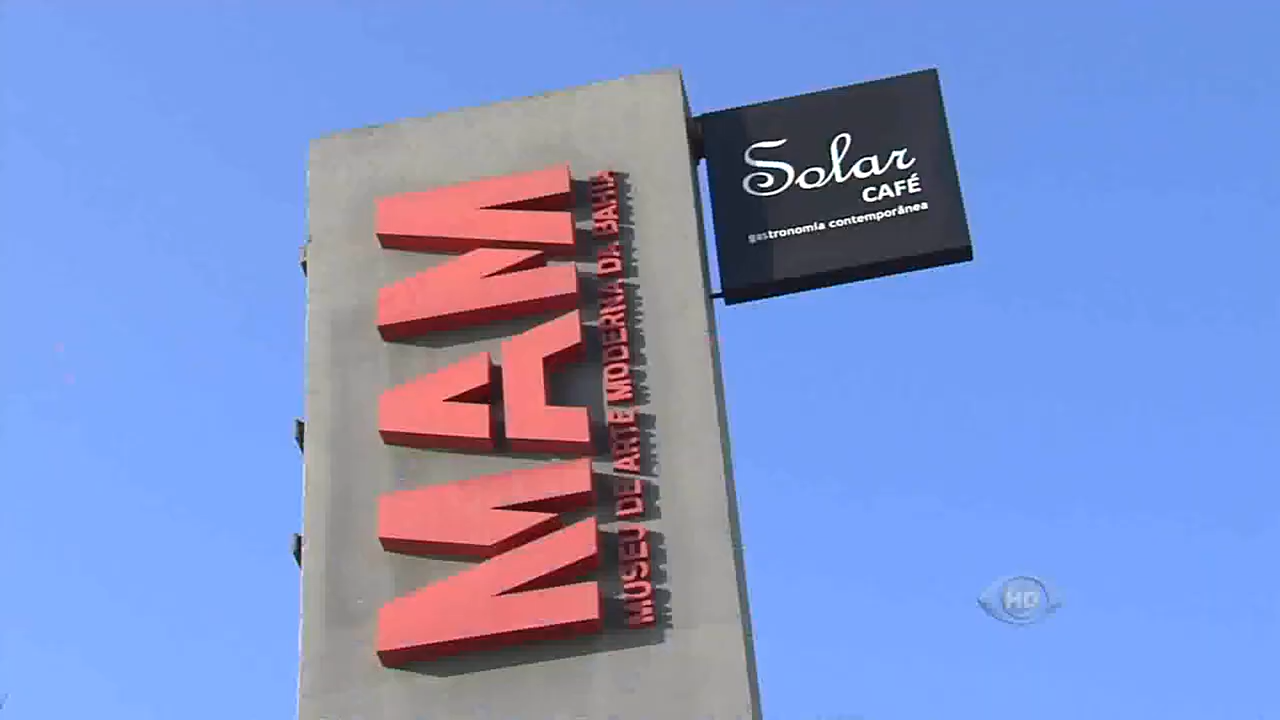 MAM
MUSEU DE ARTE MODERNA DA BAHIA
Solar
CAFÉ
gastronomia contemporânea
HD